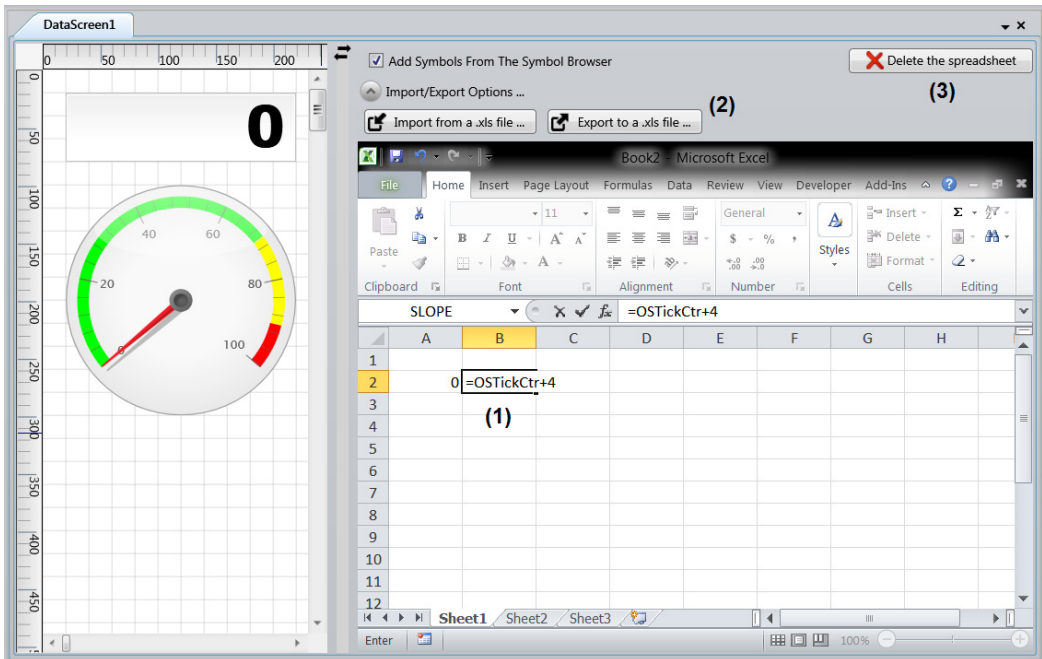 DataScreen1
0 50 100 150 200
0
50
100
150
200
250
300
350
400
450
0
0 20 40 60 80 100
Add Symbols From The Symbol Browser
Delete the spreadsheet
(3)
Import/Export Options ...
(2)
Import from a .xls file ...
Export to a .xls file ...
Book2 - Microsoft Excel
File Home Insert Page Layout Formulas Data Review View Developer Add-Ins
11
General
Insert
Paste
B I U A A
$ % ,
Styles
Delete
A
.00 .0
Format
Clipboard Font Alignment Number Cells Editing
SLOPE fx =OSTickCtr+4
A B C D E F G H
1
2 0 =OSTickCtr+4
3
(1)
4
5
6
7
8
9
10
11
12
Sheet1 Sheet2 Sheet3
Enter 100%